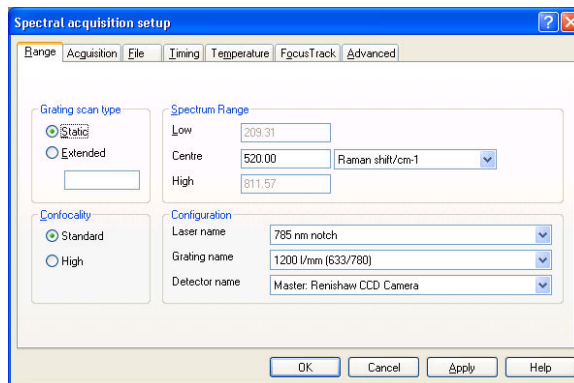 Spectral acquisition setup
Range Acquisition File Timing Temperature FocusTrack Advanced
Grating scan type
Static
Extended
Spectrum Range
Low 209.31
Centre 520.00 Raman shift/cm-1
High 811.57
Confocality
Standard
High
Configuration
Laser name 785 nm notch
Grating name 1200 l/mm (633/780)
Detector name Master: Renishaw CCD Camera
OK Cancel Apply Help